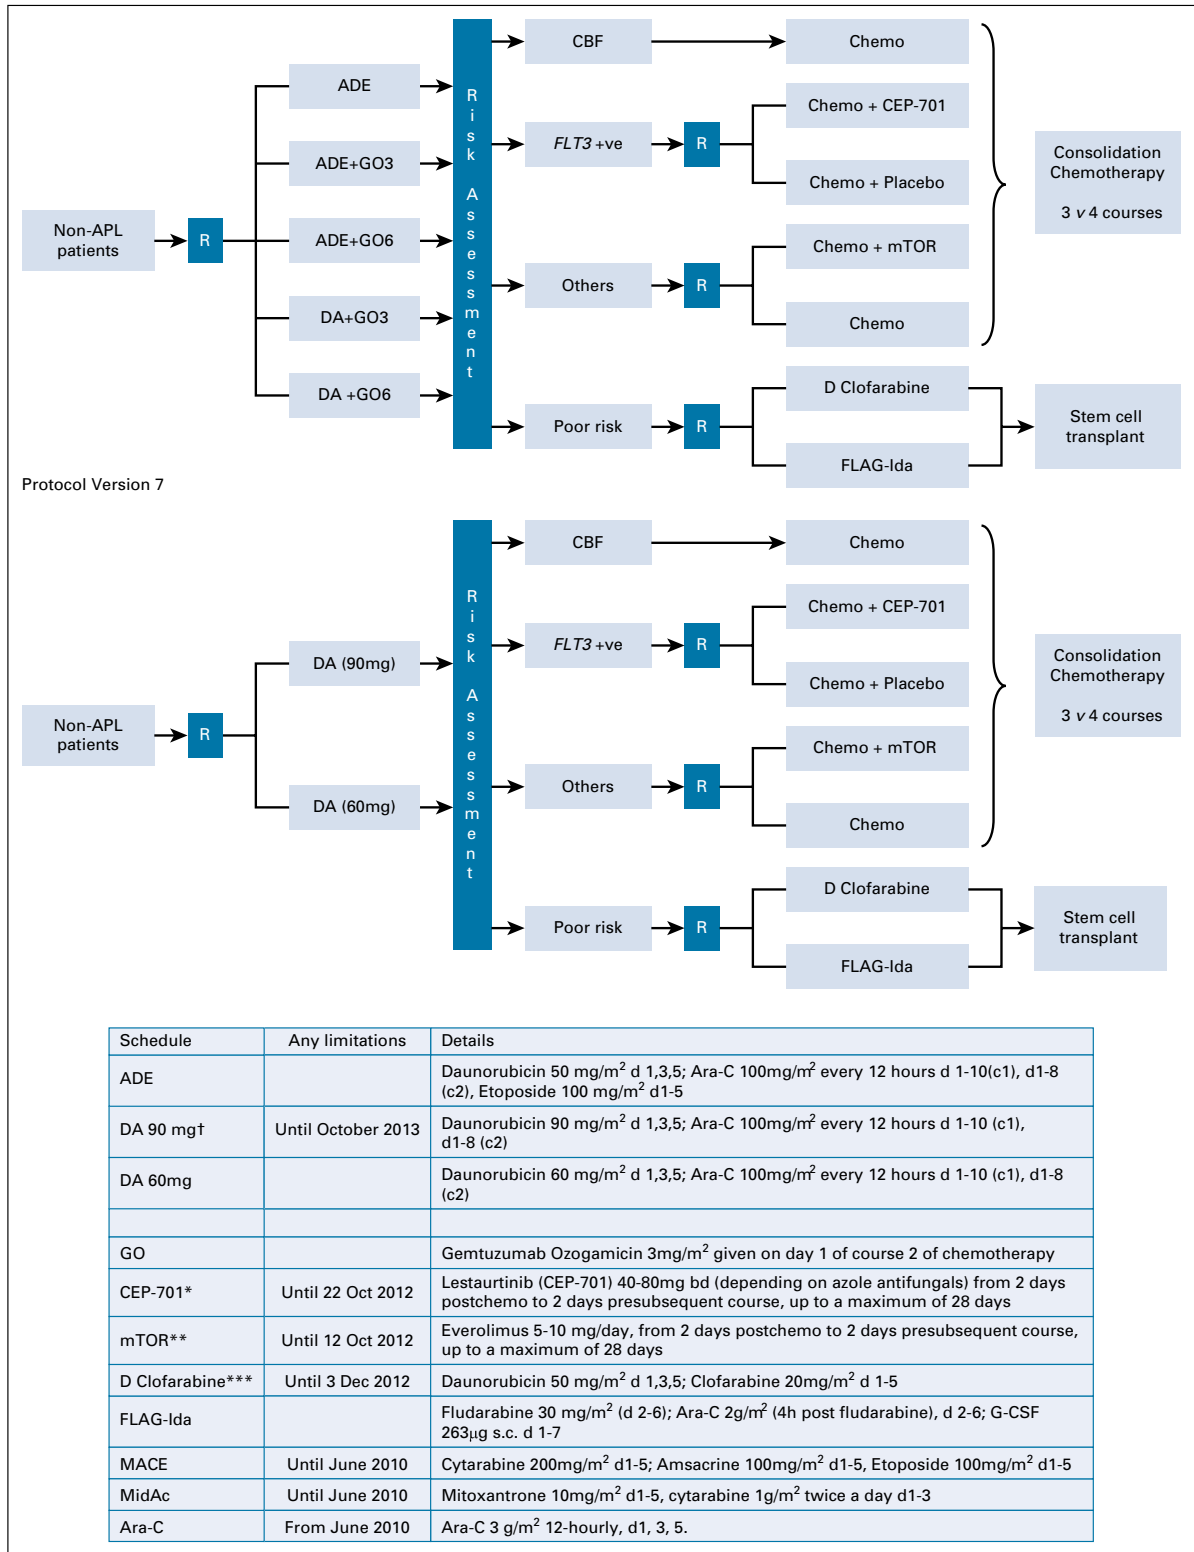 CBF
Chemo
ADE
Chemo + CEP-701
FLT3 +ve
R
ADE+GO3
Chemo + Placebo
Consolidation
Chemotherapy
3 v 4 courses
Non-APL
patients
R
ADE+GO6
Risk Assessment
Chemo + mTOR
Others
R
DA+GO3
Chemo
DA +GO6
D Clofarabine
Poor risk
R
FLAG-Ida
Stem cell
transplant
Protocol Version 7
CBF
Chemo
Chemo + CEP-701
FLT3 +ve
R
DA (90mg)
Chemo + Placebo
Consolidation
Chemotherapy
3 v 4 courses
Non-APL
patients
R
Risk Assessment
Chemo + mTOR
Others
R
DA (60mg)
Chemo
D Clofarabine
Poor risk
R
FLAG-Ida
Stem cell
transplant
Schedule Any limitations Details
ADE Daunorubicin 50 mg/m² d 1,3,5; Ara-C 100mg/m² every 12 hours d 1-10(c1), d1-8
(c2), Etoposide 100 mg/m² d1-5
DA 90 mg† Until October 2013 Daunorubicin 90 mg/m² d 1,3,5; Ara-C 100mg/m² every 12 hours d 1-10 (c1),
d1-8 (c2)
DA 60mg Daunorubicin 60 mg/m² d 1,3,5; Ara-C 100mg/m² every 12 hours d 1-10 (c1), d1-8
(c2)
GO Gemtuzumab Ozogamicin 3mg/m² given on day 1 of course 2 of chemotherapy
CEP-701* Until 22 Oct 2012 Lestaurtinib (CEP-701) 40-80mg bd (depending on azole antifungals) from 2 days
postchemo to 2 days presubsequent course, up to a maximum of 28 days
mTOR** Until 12 Oct 2012 Everolimus 5-10 mg/day, from 2 days postchemo to 2 days presubsequent course,
up to a maximum of 28 days
D Clofarabine*** Until 3 Dec 2012 Daunorubicin 50 mg/m² d 1,3,5; Clofarabine 20mg/m² d 1-5
FLAG-Ida Fludarabine 30 mg/m² (d 2-6); Ara-C 2g/m² (4h post fludarabine), d 2-6; G-CSF
263µg s.c. d 1-7
MACE Until June 2010 Cytarabine 200mg/m² d1-5; Amsacrine 100mg/m² d1-5, Etoposide 100mg/m² d1-5
MidAc Until June 2010 Mitoxantrone 10mg/m² d1-5, cytarabine 1g/m² twice a day d1-3
Ara-C From June 2010 Ara-C 3 g/m² 12-hourly, d1, 3, 5.